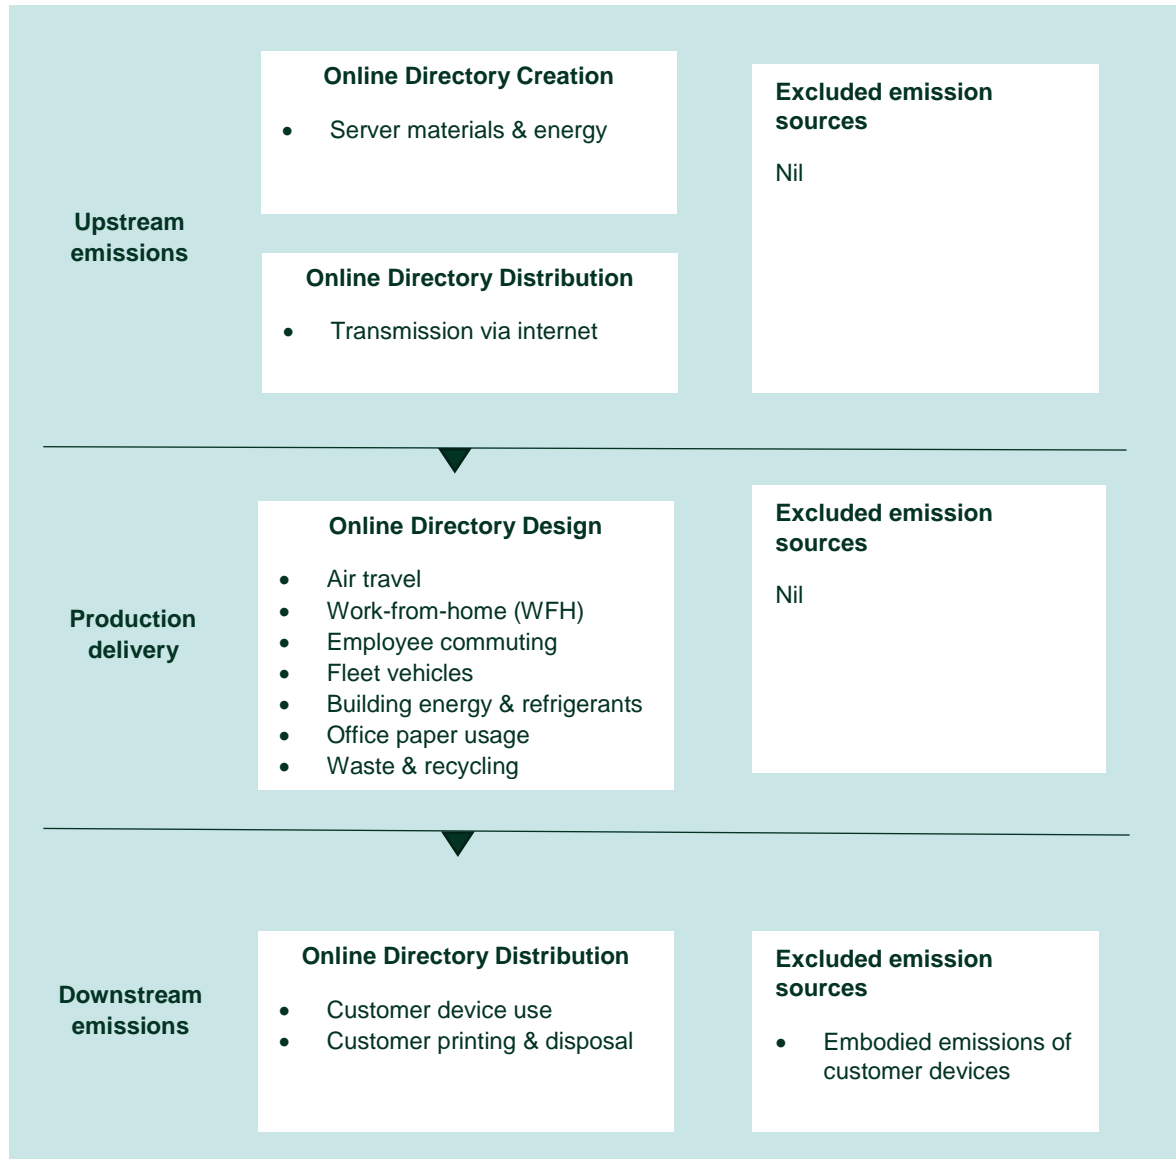 Upstream
emissions
Online Directory Creation
• Server materials & energy
Online Directory Distribution
• Transmission via internet
Excluded emission
sources
Nil
Production
delivery
Online Directory Design
• Air travel
• Work-from-home (WFH)
• Employee commuting
• Fleet vehicles
• Building energy & refrigerants
• Office paper usage
• Waste & recycling
Excluded emission
sources
Nil
Downstream
emissions
Online Directory Distribution
• Customer device use
• Customer printing & disposal
Excluded emission
sources
• Embodied emissions of
customer devices